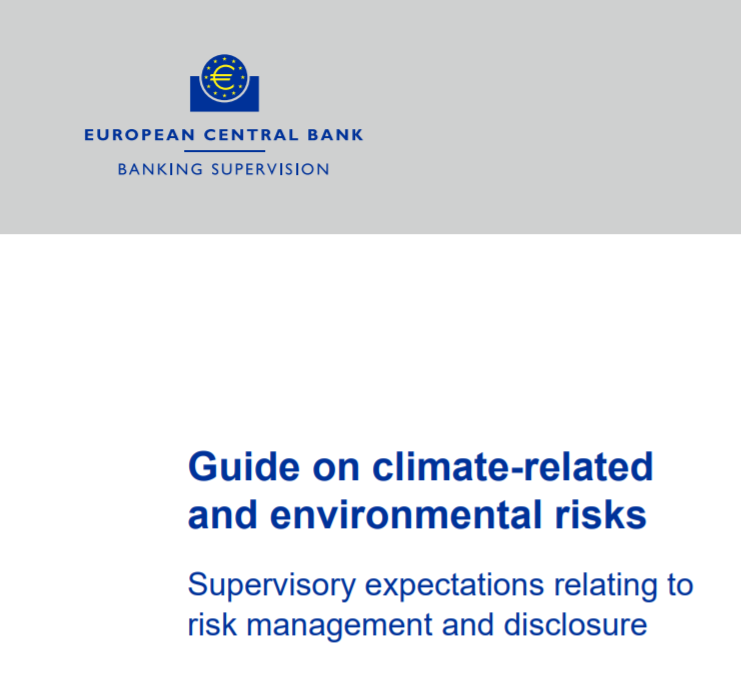 EUROPEAN CENTRAL BANK
BANKING SUPERVISION
Guide on climate-related
and environmental risks
Supervisory expectations relating to
risk management and disclosure